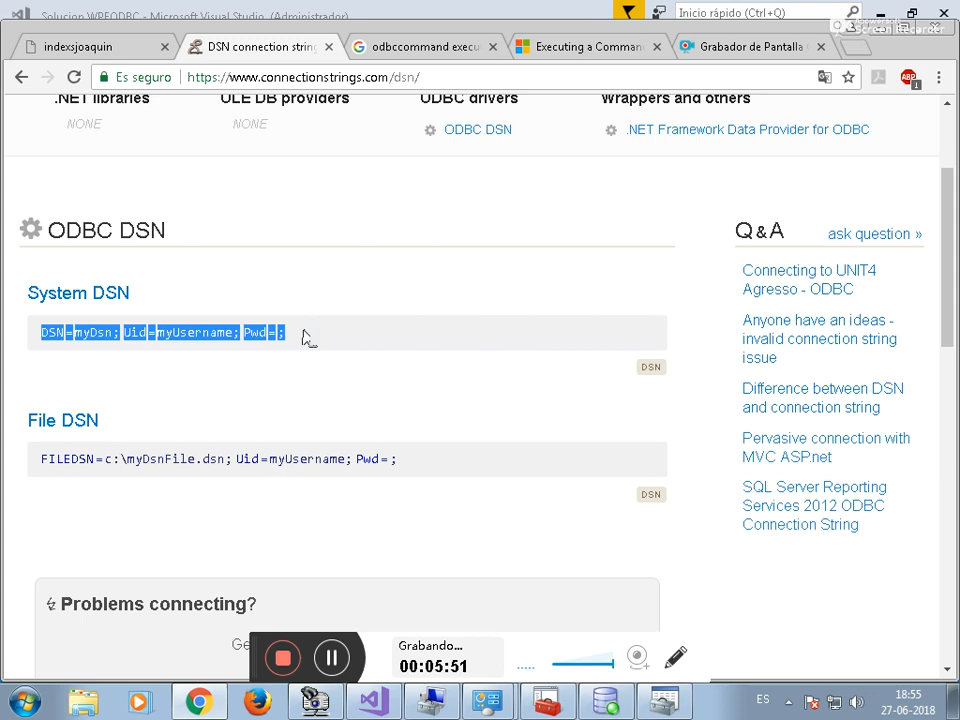 Solucion WPFODBC - Microsoft Visual Studio (Administrador)
Inicio rápido (Ctrl+Q)
Screen Recorder
indexsjoaquin
DSN connection string
odbccommand execu
Executing a Comman
Grabador de Pantalla
Es seguro | https://www.connectionstrings.com/dsn/
ABP
1
.NET libraries
OLE DB providers
ODBC drivers
Wrappers and others
NONE
NONE
ODBC DSN
.NET Framework Data Provider for ODBC
ODBC DSN
Q & A
ask question »
System DSN
DSN=myDsn; Uid=myUsername; Pwd=;
DSN
File DSN
FILEDSN=c:\myDsnFile.dsn; Uid=myUsername; Pwd=;
DSN
Connecting to UNIT4
Agresso - ODBC
Anyone have an ideas -
invalid connection string
issue
Difference between DSN
and connection string
Pervasive connection with
MVC ASP.net
SQL Server Reporting
Services 2012 ODBC
Connection String
Problems connecting?
Ge
Grabando...
00:05:51
ES
18:55
27-06-2018